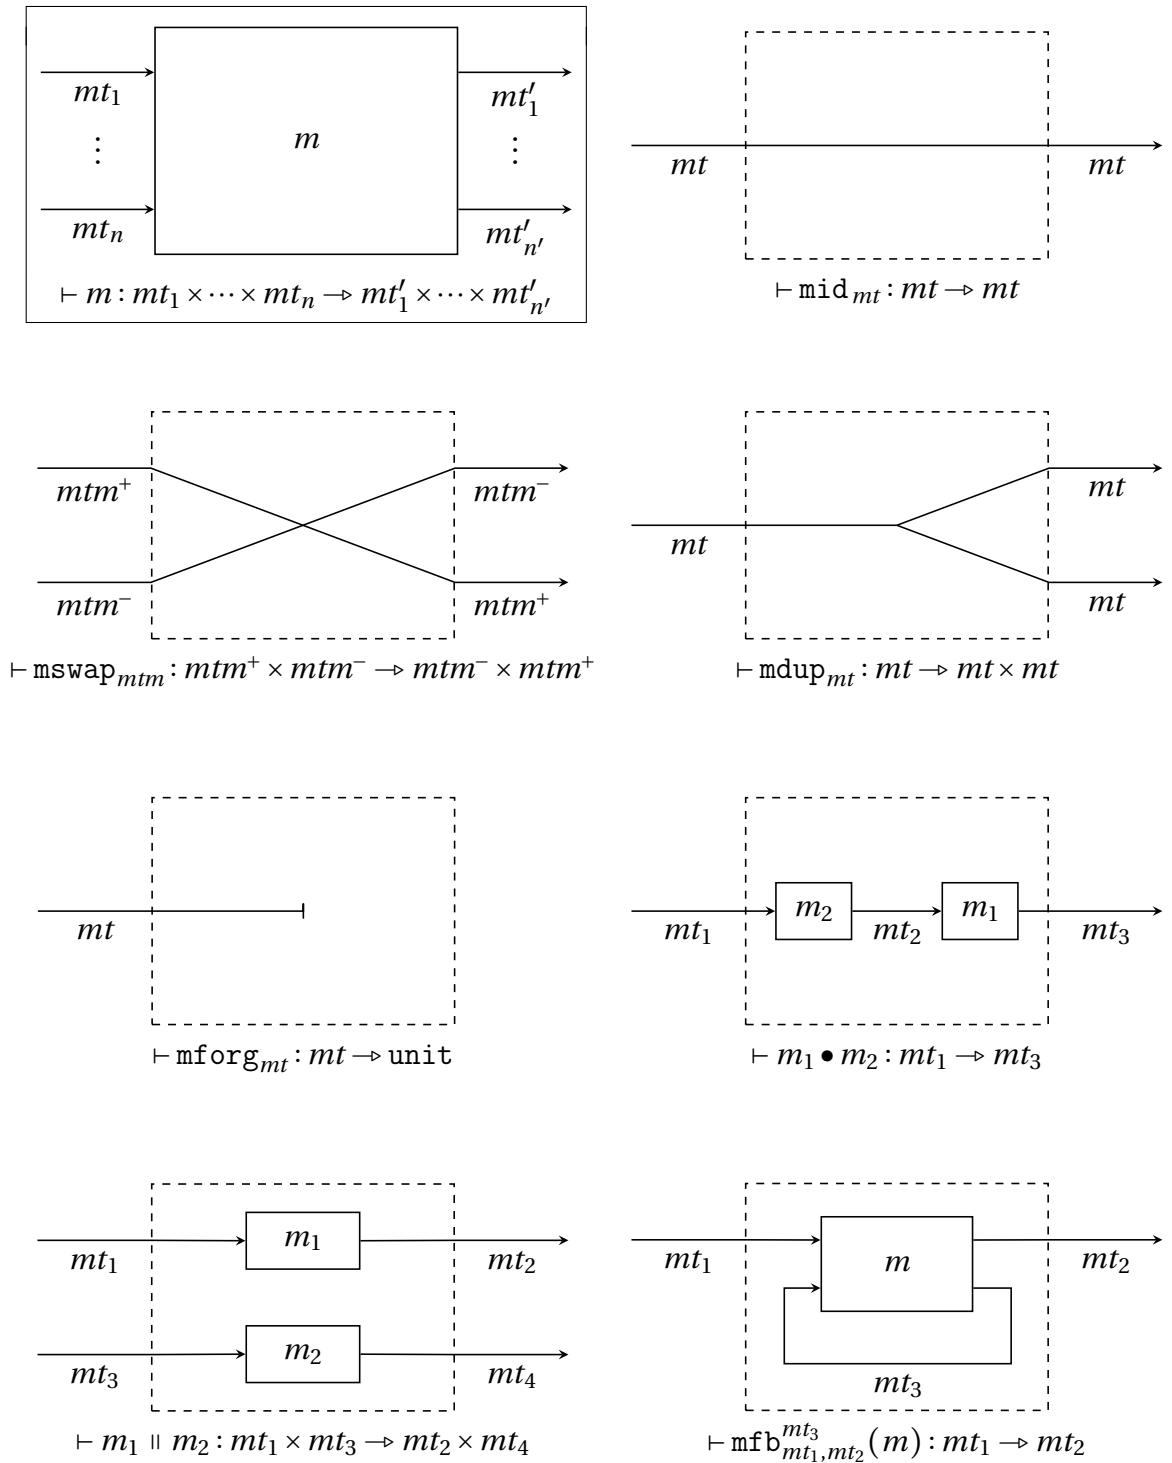 mt₁ mt′₁ mt mt
⋮ m ⋮
mtₙ mt′ₙ′
⊢ m : mt₁ × ⋯ × mtₙ ⇾ mt′₁ × ⋯ × mt′ₙ′
⊢ mid_mt : mt ⇾ mt
mtm⁺ mtm⁻ mt
mt
mtm⁻ mtm⁺ mt
⊢ mswap_mtm : mtm⁺ × mtm⁻ ⇾ mtm⁻ × mtm⁺
⊢ mdup_mt : mt ⇾ mt × mt
m₂ m₁
mt mt₁ mt₂ mt₃
⊢ mforg_mt : mt ⇾ unit
⊢ m₁ • m₂ : mt₁ ⇾ mt₃
m₁
mt₁ mt₂
m₂
mt₃ mt₄
⊢ m₁ ॥ m₂ : mt₁ × mt₃ ⇾ mt₂ × mt₄
mt₁ m mt₂
mt₃
⊢ mfb^{mt₃}_{mt₁,mt₂}(m) : mt₁ ⇾ mt₂